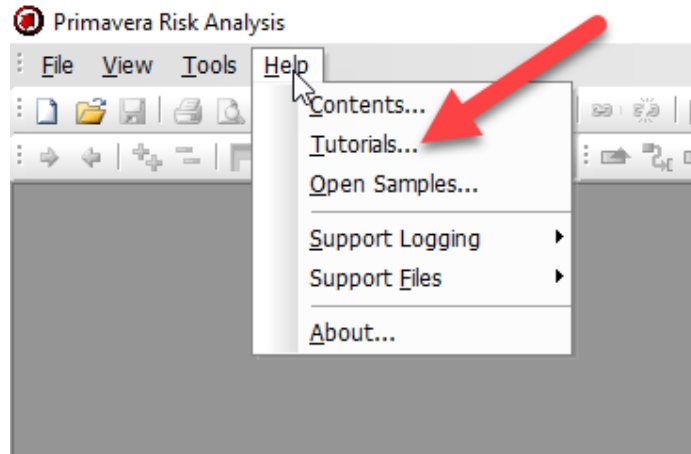 Primavera Risk Analysis
File View Tools Help
Contents...
Tutorials...
Open Samples...
Support Logging
Support Files
About...